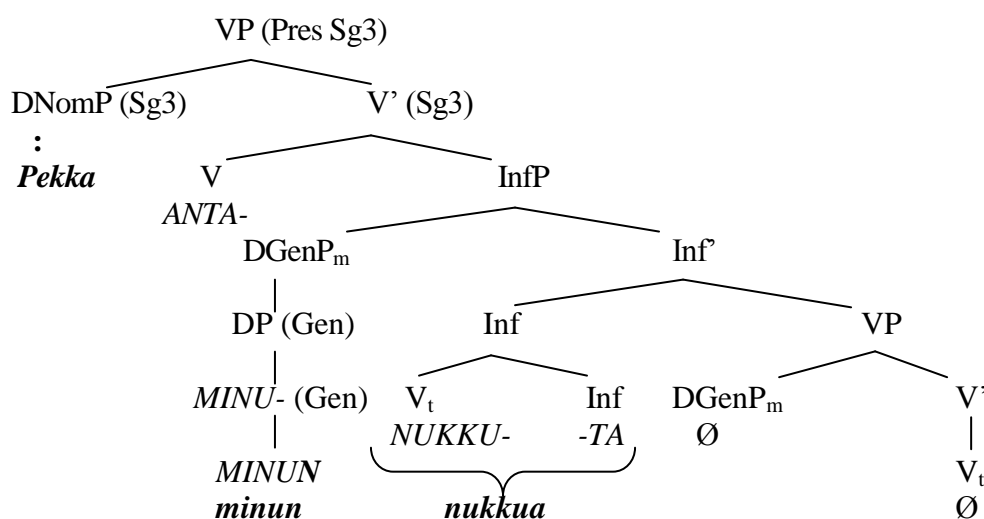 VP (Pres Sg3)
DNomP (Sg3) V’ (Sg3)
:
Pekka V InfP
ANTA-
DGenPm Inf’
DP (Gen) Inf VP
MINU- (Gen) Vt Inf DGenPm V’
NUKKU- -TA Ø
MINUN Vt
minun nukkua Ø